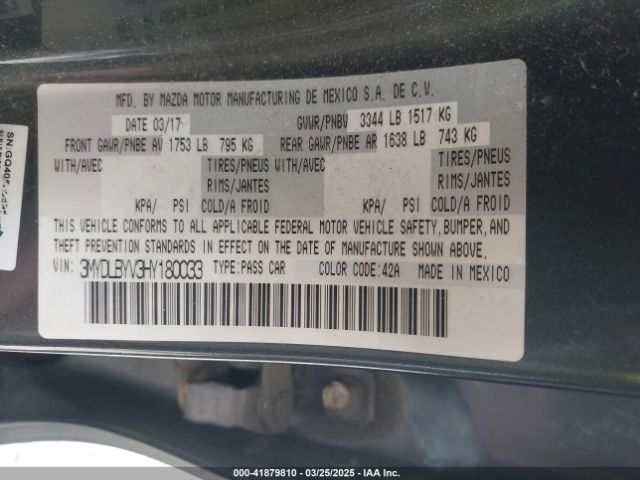 MFD. BY MAZDA MOTOR MANUFACTURING DE MEXICO S.A. DE C.V.
DATE 03/17 GVWR/PNBV 3344 LB 1517 KG
FRONT GAWR/PNBE AV 1753 LB 795 KG REAR GAWR/PNBE AR 1638 LB 743 KG
WITH/AVEC TIRES/PNEUS WITH/AVEC TIRES/PNEUS
RIMS/JANTES RIMS/JANTES
KPA/ PSI COLD/A FROID KPA/ PSI COLD/A FROID
THIS VEHICLE CONFORMS TO ALL APPLICABLE FEDERAL MOTOR VEHICLE SAFETY, BUMPER, AND
THEFT PREVENTION STANDARDS IN EFFECT ON THE DATE OF MANUFACTURE SHOWN ABOVE.
VIN: 3MYDLBYV3HY180033 TYPE:PASS CAR COLOR CODE:42A MADE IN MEXICO
000-41879810 - 03/25/2025 - IAA Inc.